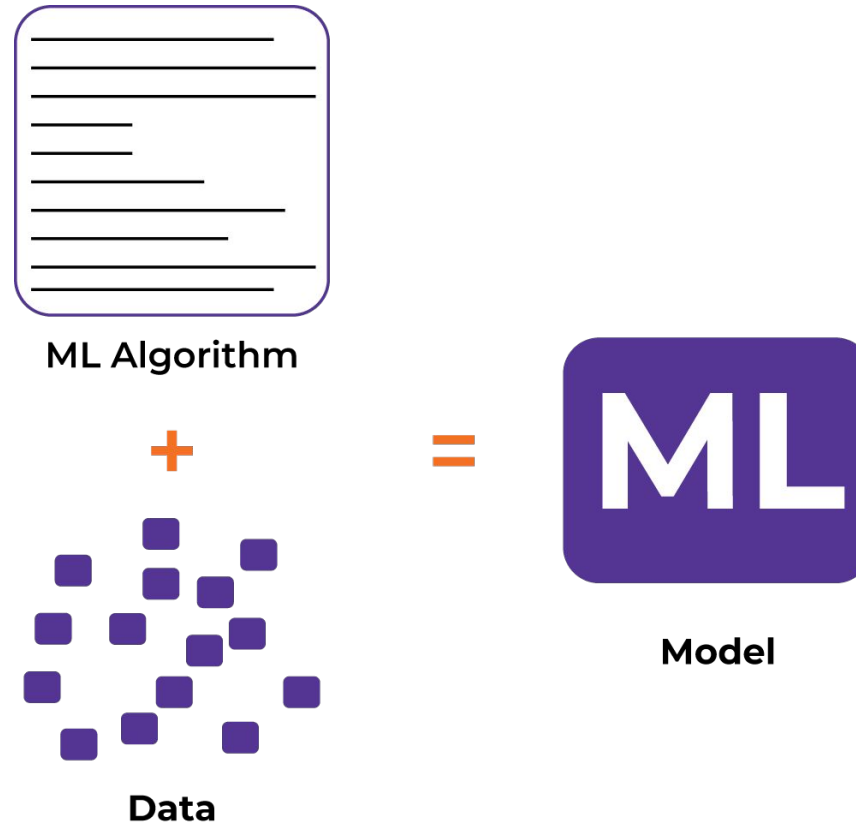 ML Algorithm
+
=
ML
Model
Data